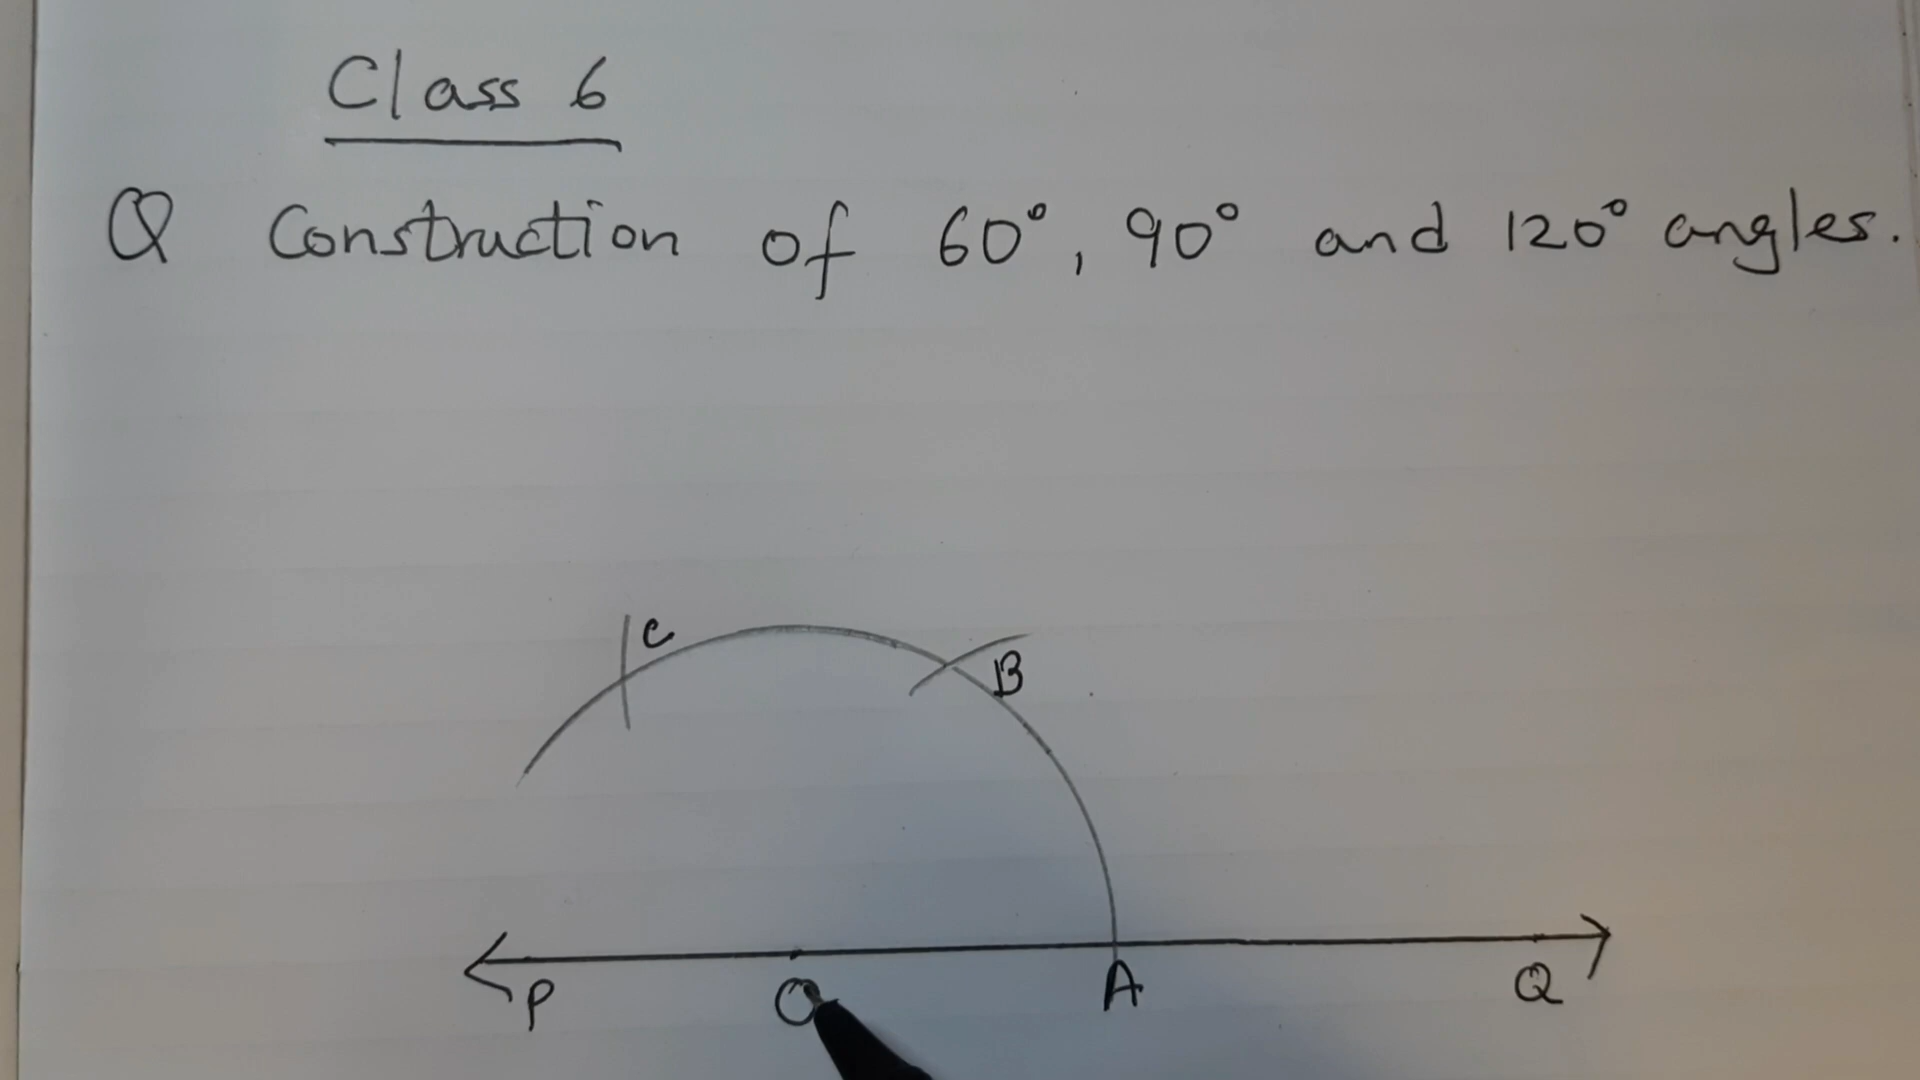 Class 6
Q Construction of 60°, 90° and 120° angles.
C
B
P O A Q